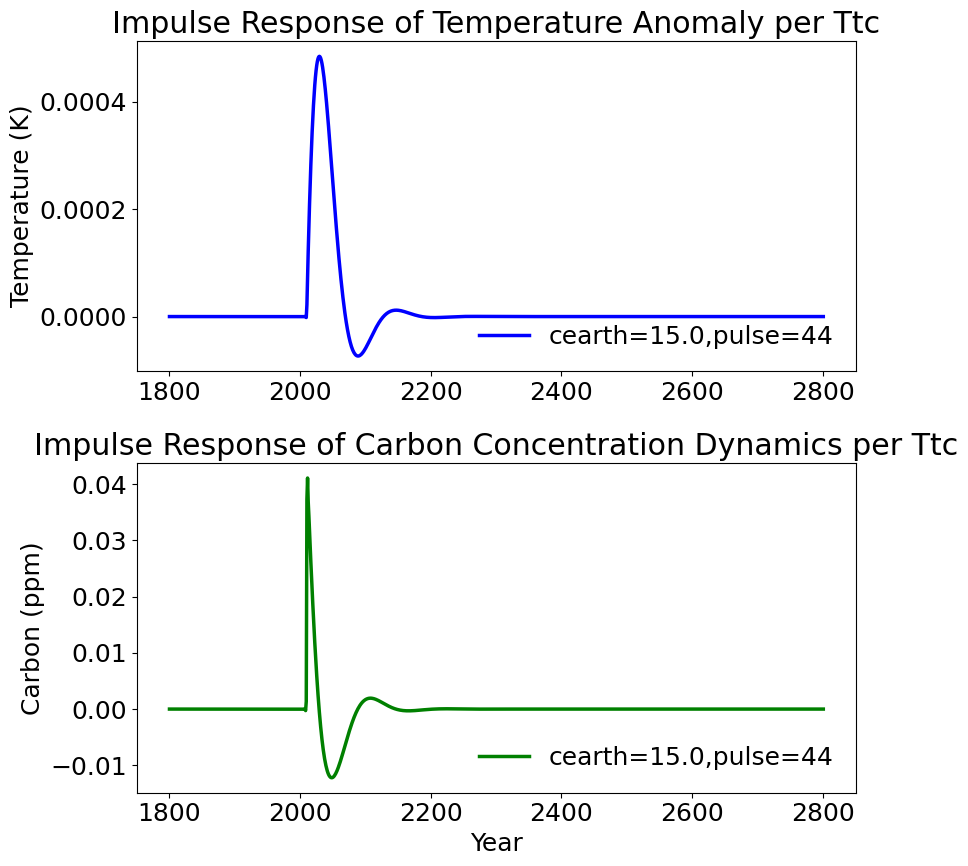 Impulse Response of Temperature Anomaly per Ttc
Temperature (K)
0.0004
0.0002
0.0000
cearth=15.0,pulse=44
1800 2000 2200 2400 2600 2800
Impulse Response of Carbon Concentration Dynamics per Ttc
Carbon (ppm)
0.04
0.03
0.02
0.01
0.00
−0.01
cearth=15.0,pulse=44
1800 2000 2200 2400 2600 2800
Year